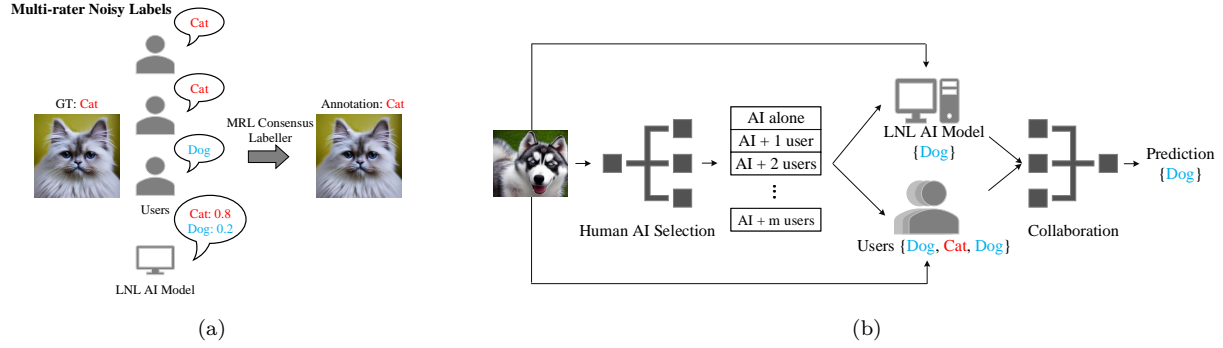 Multi-rater Noisy Labels
Cat
Cat
GT: Cat
Annotation: Cat
MRL Consensus
Labeller
Dog
Users
Cat: 0.8
Dog: 0.2
LNL AI Model
(a)
AI alone
AI + 1 user
AI + 2 users
⋮
AI + m users
Human AI Selection
LNL AI Model
{Dog}
Users {Dog, Cat, Dog}
Collaboration
Prediction
{Dog}
(b)